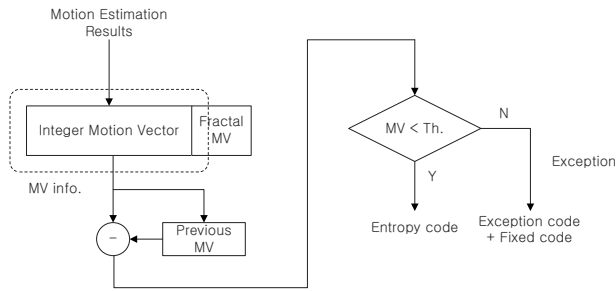 Motion Estimation
Results
Integer Motion Vector
Fractal
MV
MV info.
−
Previous
MV
MV < Th.
N
Y
Exception
Entropy code
Exception code
+ Fixed code